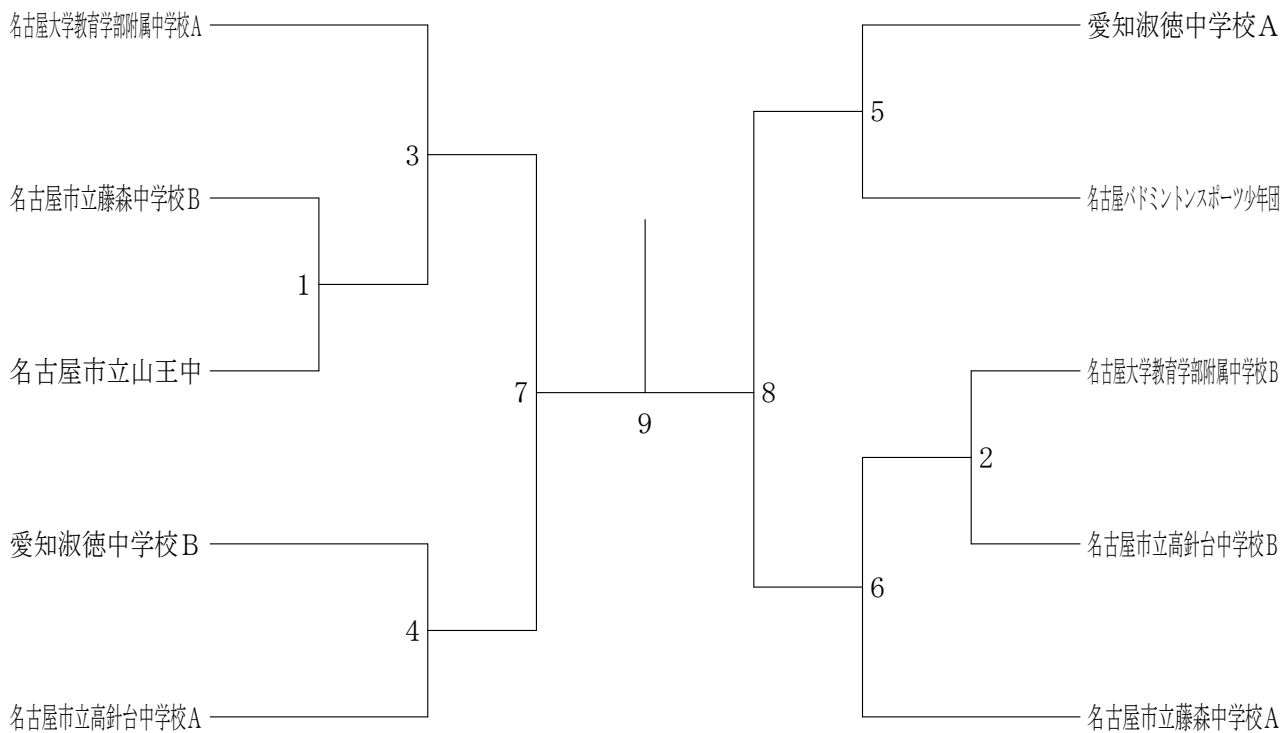 名古屋大学教育学部附属中学校A
3
名古屋市立藤森中学校B
1
名古屋市立山王中
7
愛知淑徳中学校B
4
名古屋市立高針台中学校A
9
愛知淑徳中学校A
5
名古屋バドミントンスポーツ少年団
8
名古屋大学教育学部附属中学校B
2
名古屋市立高針台中学校B
6
名古屋市立藤森中学校A